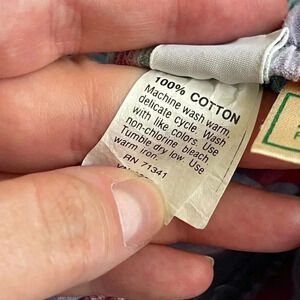 100% COTTON
Machine wash warm,
delicate cycle. Wash
with like colors. Use
non-chlorine bleach
Tumble dry low. Use
warm iron.
RN 71341